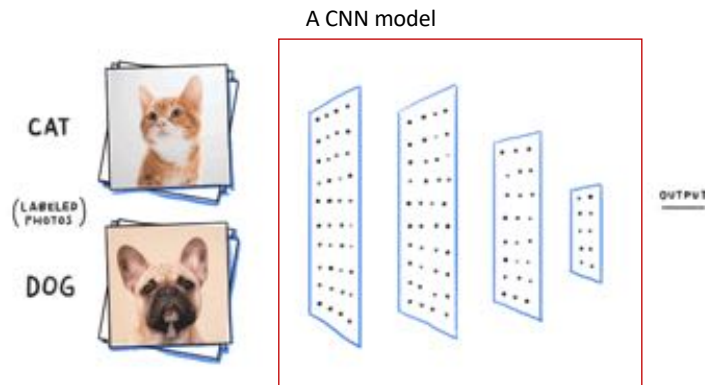 A CNN model
CAT
(LABELED
PHOTOS)
DOG
OUTPUT